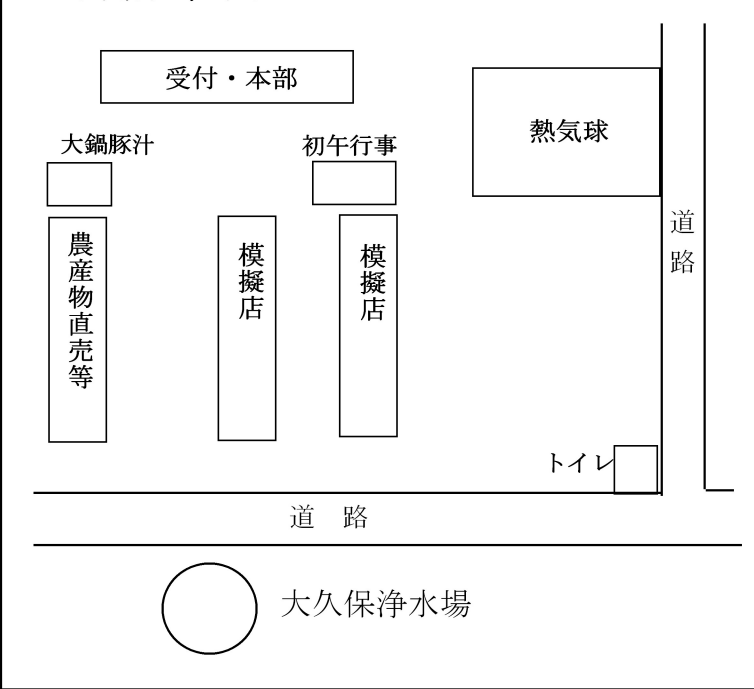 受付・本部
熱気球
大鍋豚汁
初午行事
道路
農産物直売等
模擬店
模擬店
トイレ
道　路
大久保浄水場